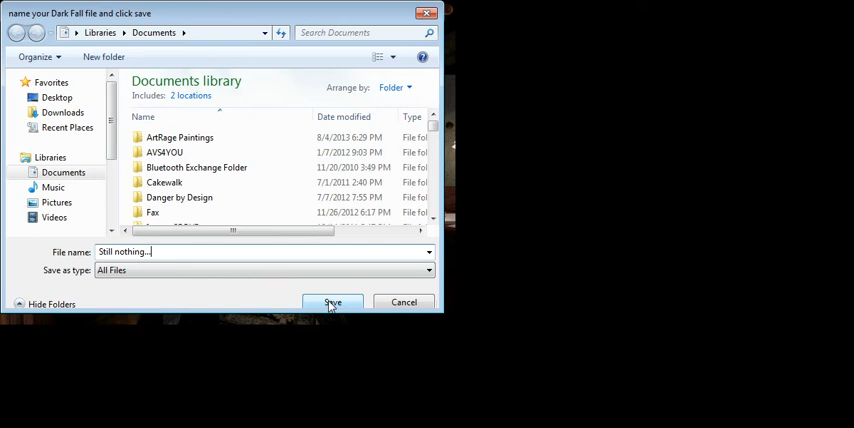 name your Dark Fall file and click save
Libraries Documents Search Documents
Organize New folder
Favorites
Desktop
Downloads
Recent Places
Libraries
Documents
Music
Pictures
Videos
Documents library
Includes: 2 locations
Arrange by: Folder
Name Date modified Type
ArtRage Paintings 8/4/2013 6:29 PM File fol
AVS4YOU 1/7/2012 9:03 PM File fol
Bluetooth Exchange Folder 11/20/2010 3:49 PM File fol
Cakewalk 7/1/2011 2:40 PM File fol
Danger by Design 7/7/2012 7:55 PM File fol
Fax 11/26/2012 6:17 PM File fol
File name: Still nothing...
Save as type: All Files
Hide Folders Save Cancel